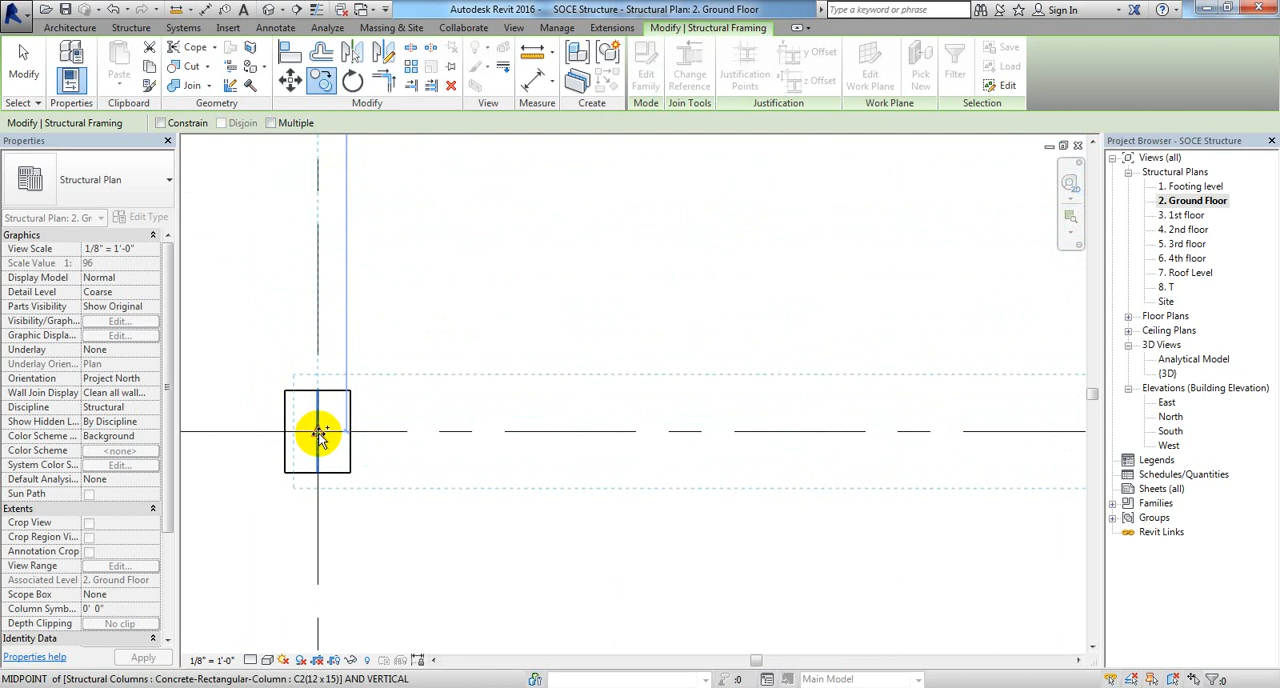 Autodesk Revit 2016 - SOCE Structure - Structural Plan: 2. Ground Floor
Type a keyword or phrase
Sign In
Architecture Structure Systems Insert Annotate Analyze Massing & Site Collaborate View Manage Extensions Modify | Structural Framing
Modify
Properties
Paste
Cope
Cut
Join
Edit Family
Change Reference
Justification Points
y Offset
z Offset
Edit Work Plane
Pick New
Filter
Save
Load
Edit
Select Properties Clipboard Geometry Modify View Measure Create Mode Join Tools Justification Work Plane Selection
Modify | Structural Framing
Constrain Disjoin Multiple
Properties
Structural Plan
Structural Plan: 2. Gr Edit Type
Graphics
View Scale 1/8" = 1'-0"
Scale Value 1: 96
Display Model Normal
Detail Level Coarse
Parts Visibility Show Original
Visibility/Graph... Edit...
Graphic Displa... Edit...
Underlay None
Underlay Orien... Plan
Orientation Project North
Wall Join Display Clean all wall...
Discipline Structural
Show Hidden L... By Discipline
Color Scheme ... Background
Color Scheme <none>
System Color S... Edit...
Default Analysi... None
Sun Path
Extents
Crop View
Crop Region Vi...
Annotation Crop
View Range Edit...
Associated Level 2. Ground Floor
Scope Box None
Column Symb... 0' 0"
Depth Clipping No clip
Identity Data
Properties help Apply
Project Browser - SOCE Structure
Views (all)
Structural Plans
1. Footing level
2. Ground Floor
3. 1st floor
4. 2nd floor
5. 3rd floor
6. 4th floor
7. Roof Level
8. T
Site
Floor Plans
Ceiling Plans
3D Views
Analytical Model
{3D}
Elevations (Building Elevation)
East
North
South
West
Legends
Schedules/Quantities
Sheets (all)
Families
Groups
Revit Links
1/8" = 1'-0"
MIDPOINT of [Structural Columns : Concrete-Rectangular-Column : C2(12 x15)] AND VERTICAL
:0
Main Model
:0